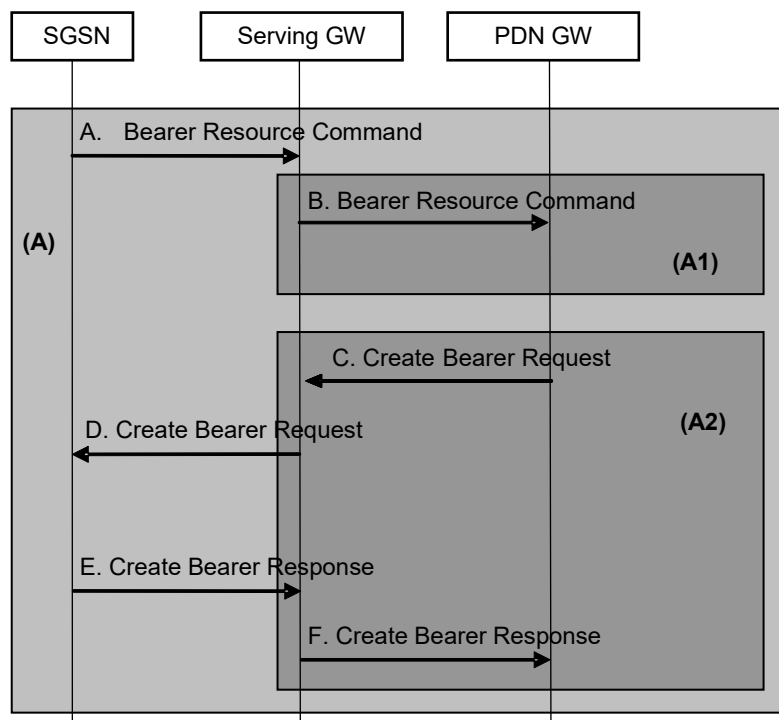 SGSN
Serving GW
PDN GW
A. Bearer Resource Command
B. Bearer Resource Command
(A)
(A1)
C. Create Bearer Request
(A2)
D. Create Bearer Request
E. Create Bearer Response
F. Create Bearer Response